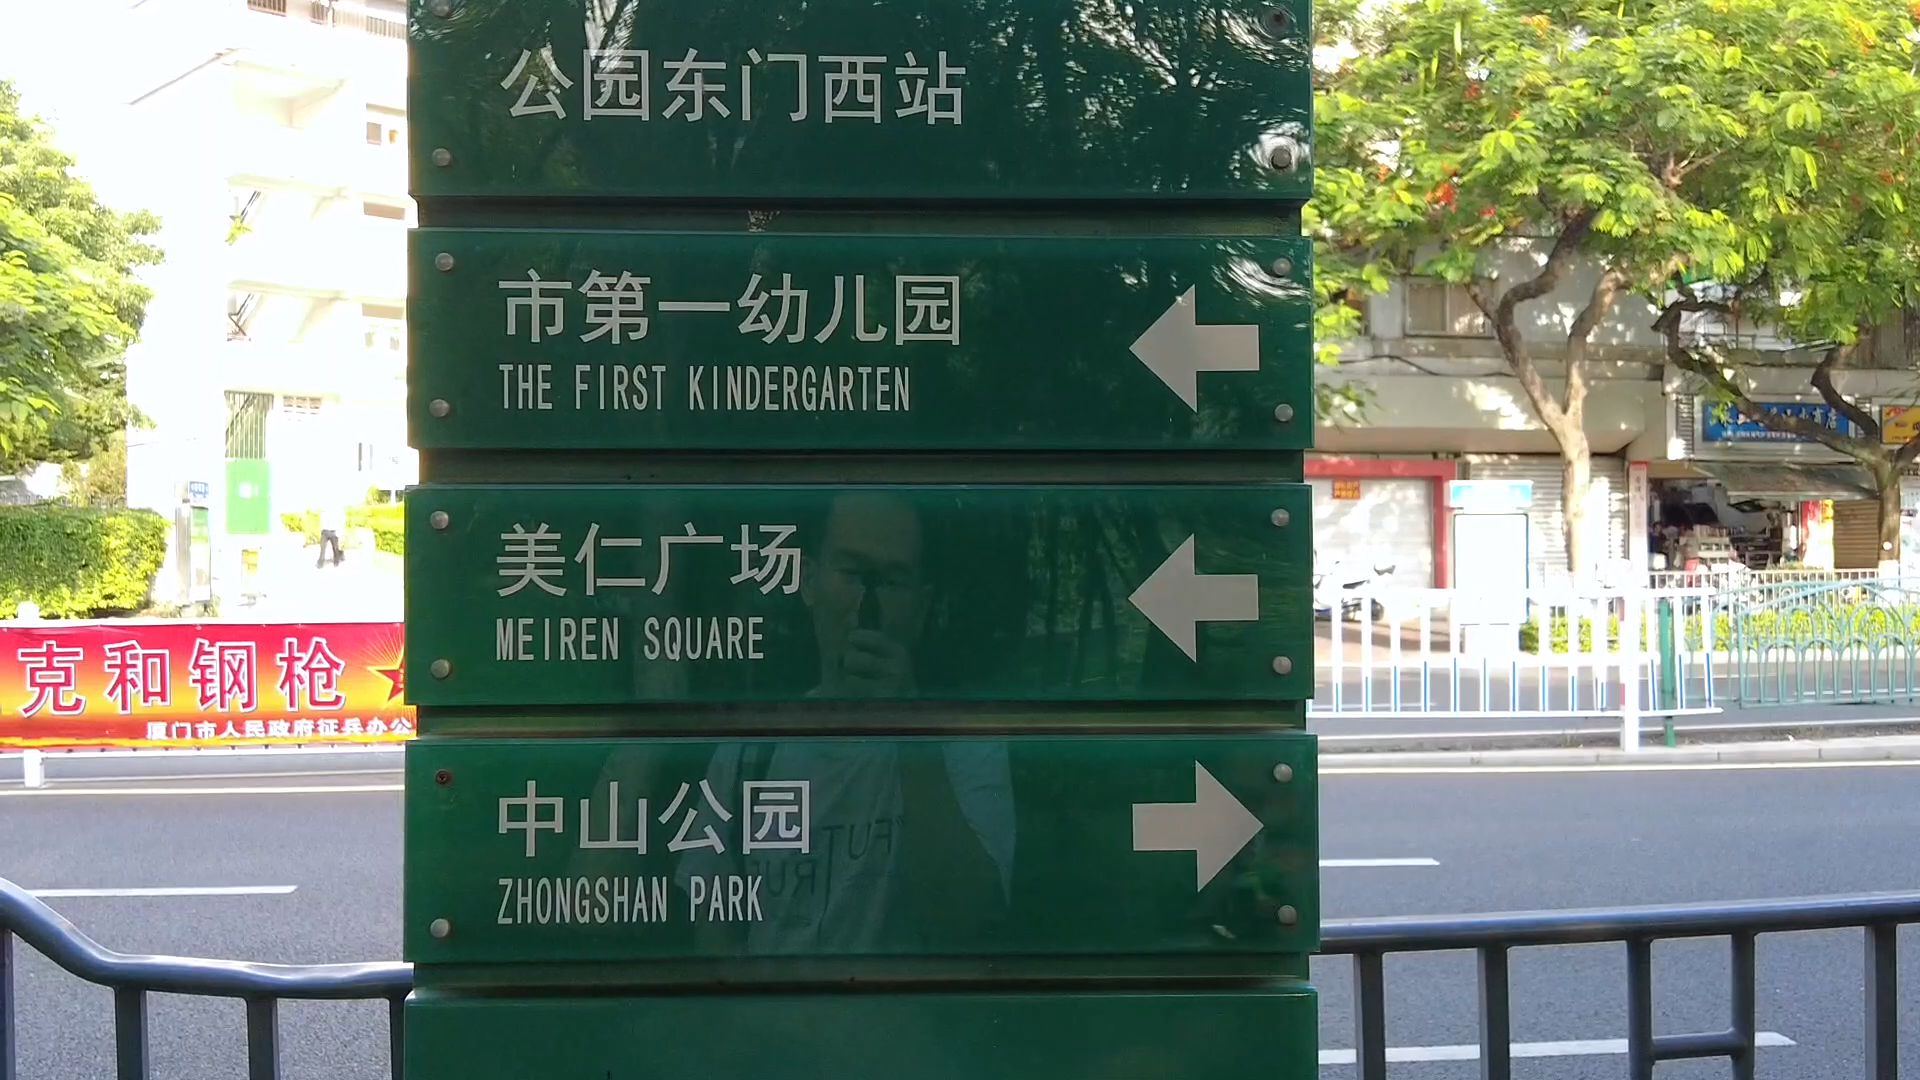 公园东门西站
市第一幼儿园
THE FIRST KINDERGARTEN
美仁广场
MEIREN SQUARE
中山公园
ZHONGSHAN PARK
克和钢枪
厦门市人民政府征兵办公